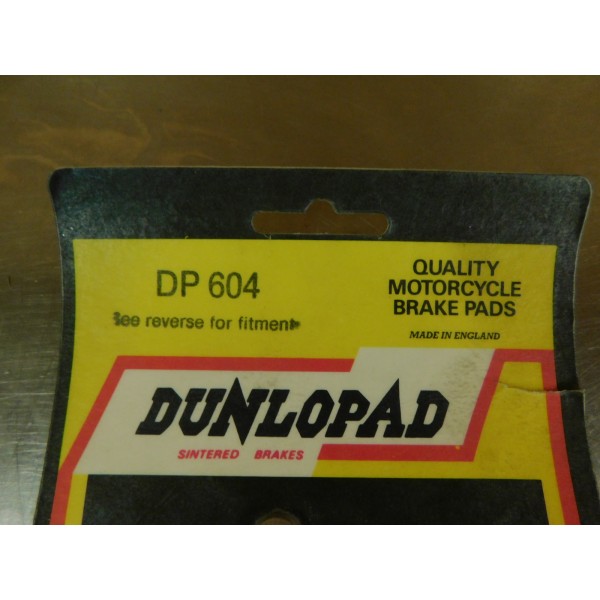 DP 604
See reverse for fitment
QUALITY
MOTORCYCLE
BRAKE PADS
MADE IN ENGLAND
DUNLOPAD
SINTERED BRAKES